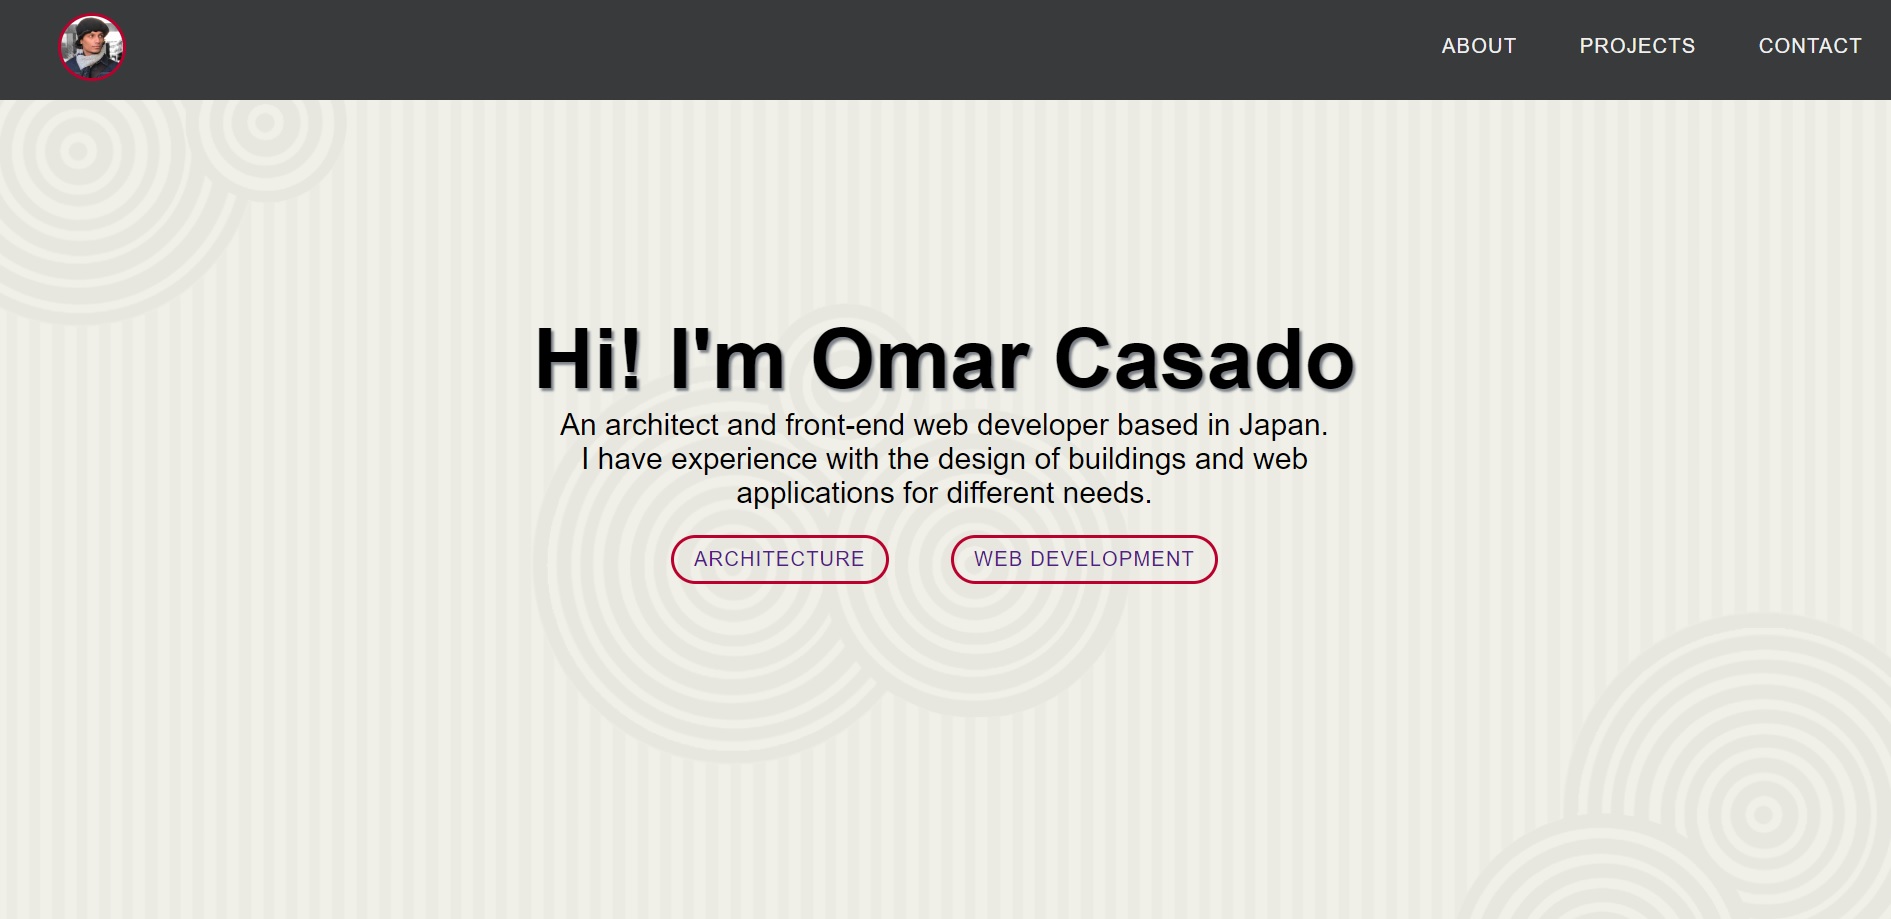 ABOUT PROJECTS CONTACT
Hi! I'm Omar Casado
An architect and front-end web developer based in Japan.
I have experience with the design of buildings and web
applications for different needs.
ARCHITECTURE WEB DEVELOPMENT